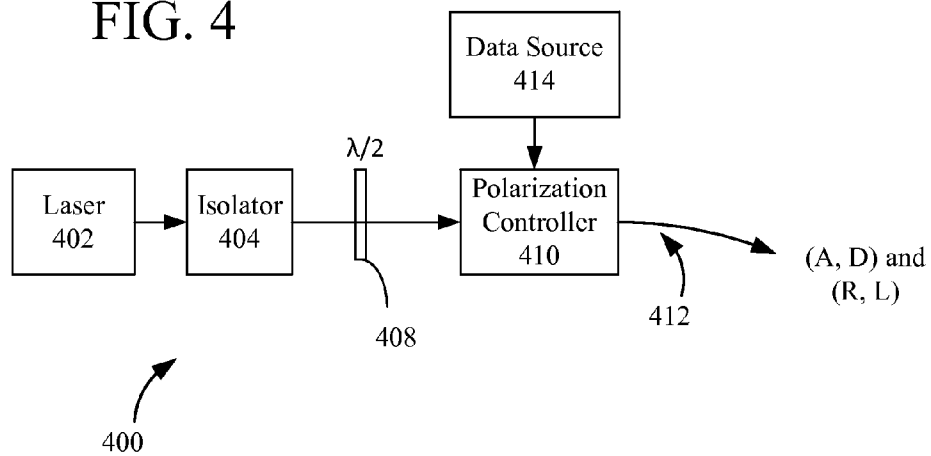 FIG. 4
Data Source
414
λ/2
Laser
402
Isolator
404
Polarization
Controller
410
(A, D) and
(R, L)
412
408
400